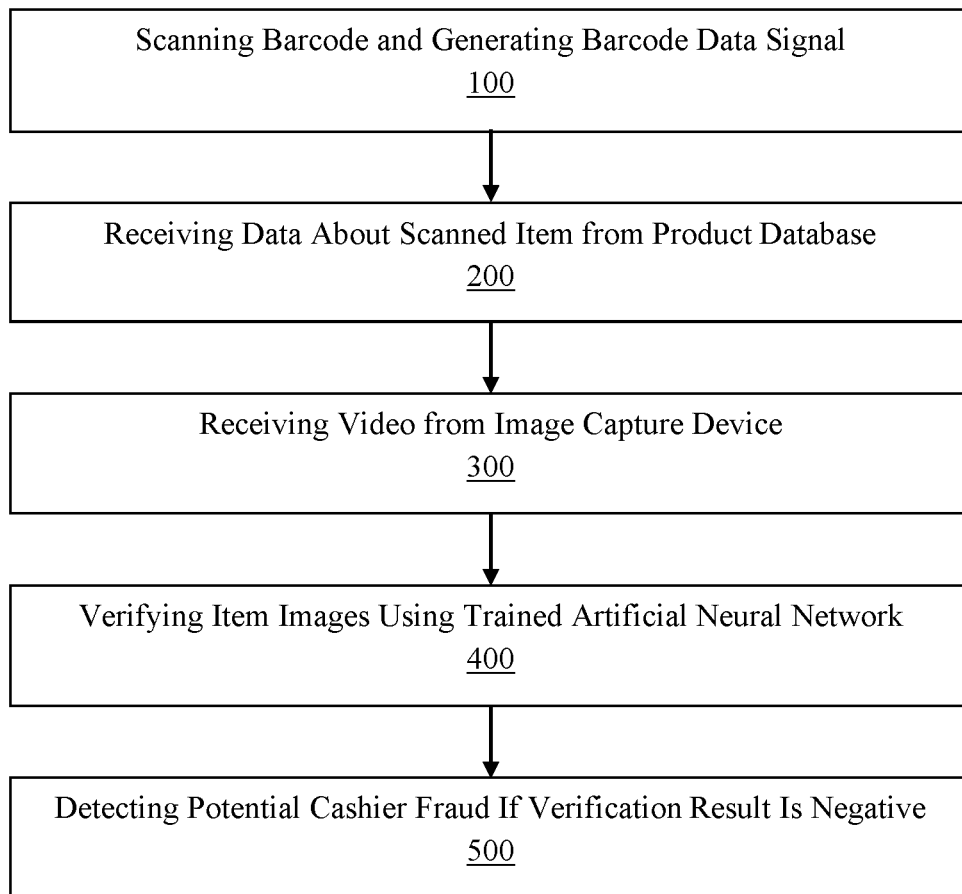 Scanning Barcode and Generating Barcode Data Signal
100
Receiving Data About Scanned Item from Product Database
200
Receiving Video from Image Capture Device
300
Verifying Item Images Using Trained Artificial Neural Network
400
Detecting Potential Cashier Fraud If Verification Result Is Negative
500